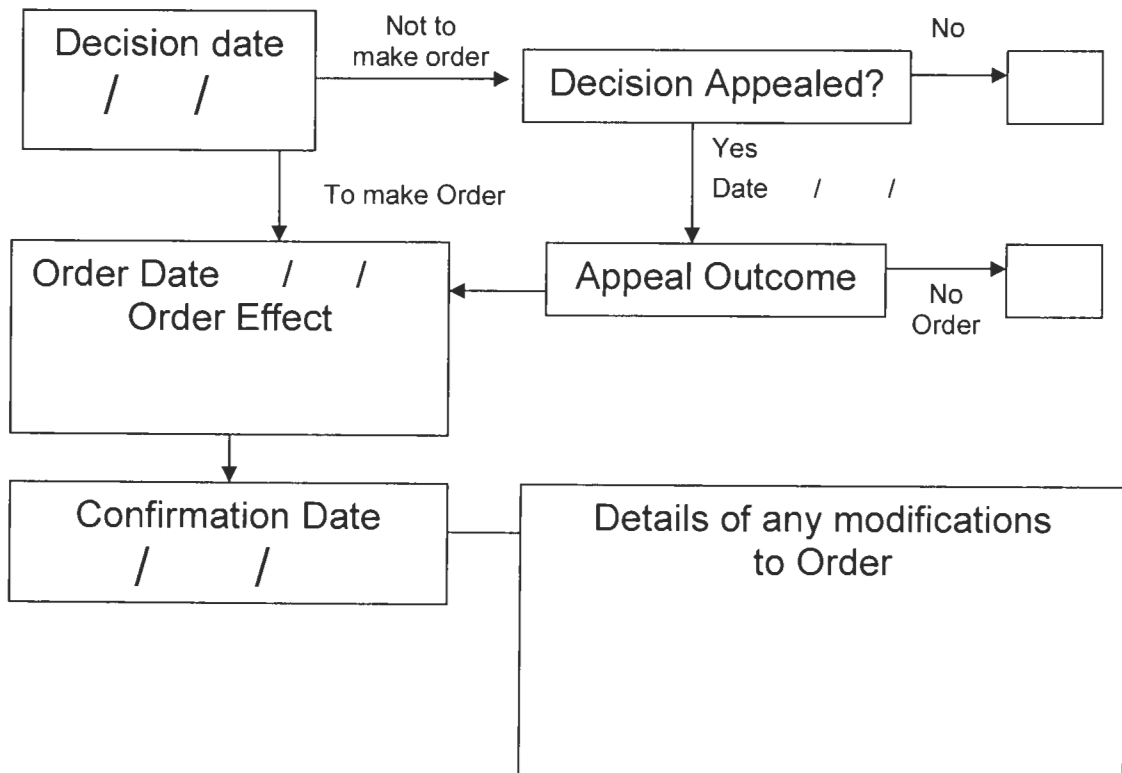 Decision date
/ /
Not to
make order
Decision Appealed?
No
Yes
Date / /
To make Order
Order Date / /
Order Effect
Appeal Outcome
No
Order
Confirmation Date
/ /
Details of any modifications
to Order